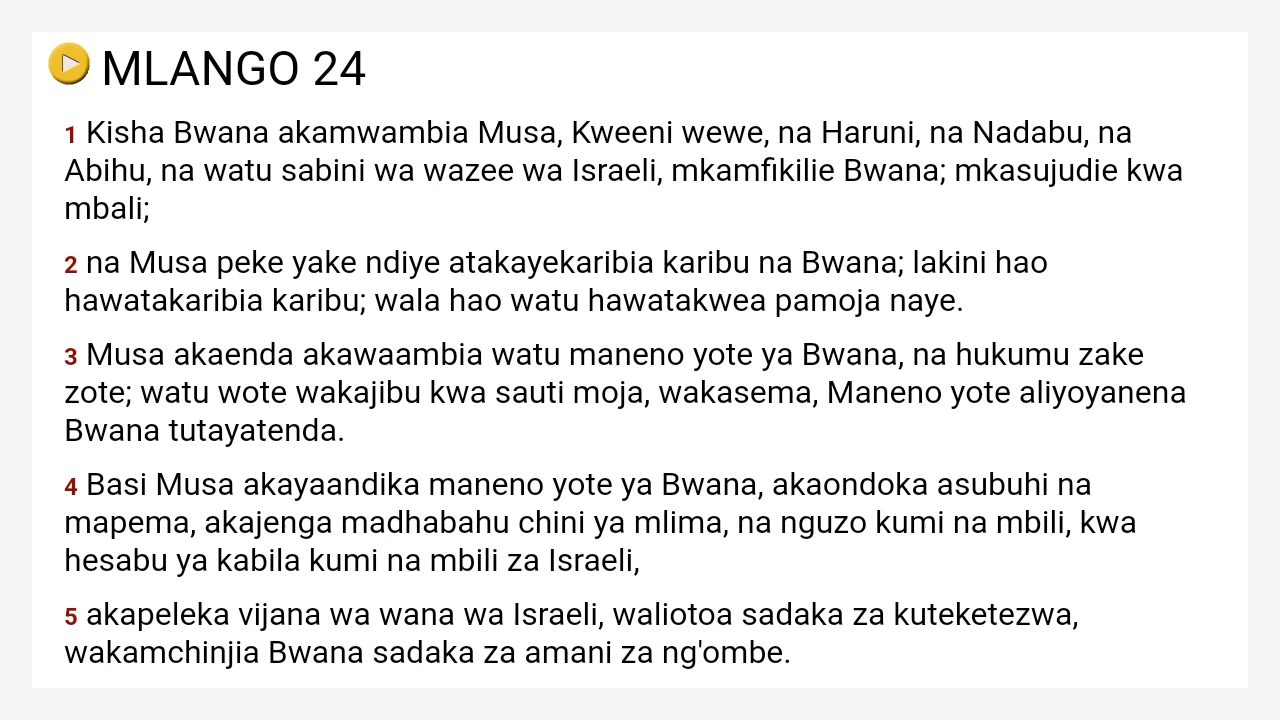 MLANGO 24
1 Kisha Bwana akamwambia Musa, Kweeni wewe, na Haruni, na Nadabu, na
Abihu, na watu sabini wa wazee wa Israeli, mkamfikilie Bwana; mkasujudie kwa
mbali;
2 na Musa peke yake ndiye atakayekaribia karibu na Bwana; lakini hao
hawatakaribia karibu; wala hao watu hawatakwea pamoja naye.
3 Musa akaenda akawaambia watu maneno yote ya Bwana, na hukumu zake
zote; watu wote wakajibu kwa sauti moja, wakasema, Maneno yote aliyoyanena
Bwana tutayatenda.
4 Basi Musa akayaandika maneno yote ya Bwana, akaondoka asubuhi na
mapema, akajenga madhabahu chini ya mlima, na nguzo kumi na mbili, kwa
hesabu ya kabila kumi na mbili za Israeli,
5 akapeleka vijana wa wana wa Israeli, waliotoa sadaka za kuteketezwa,
wakamchinjia Bwana sadaka za amani za ng'ombe.